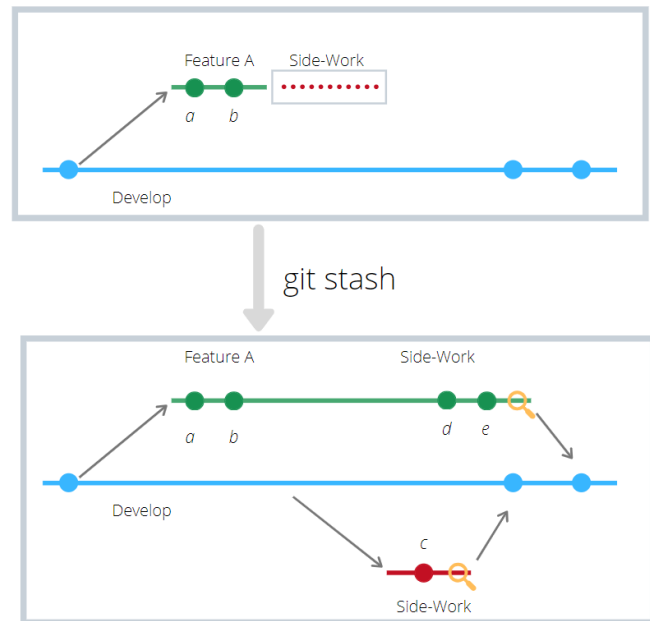 Feature A Side-Work
a b
Develop
git stash
Feature A Side-Work
a b d e
Develop
c
Side-Work